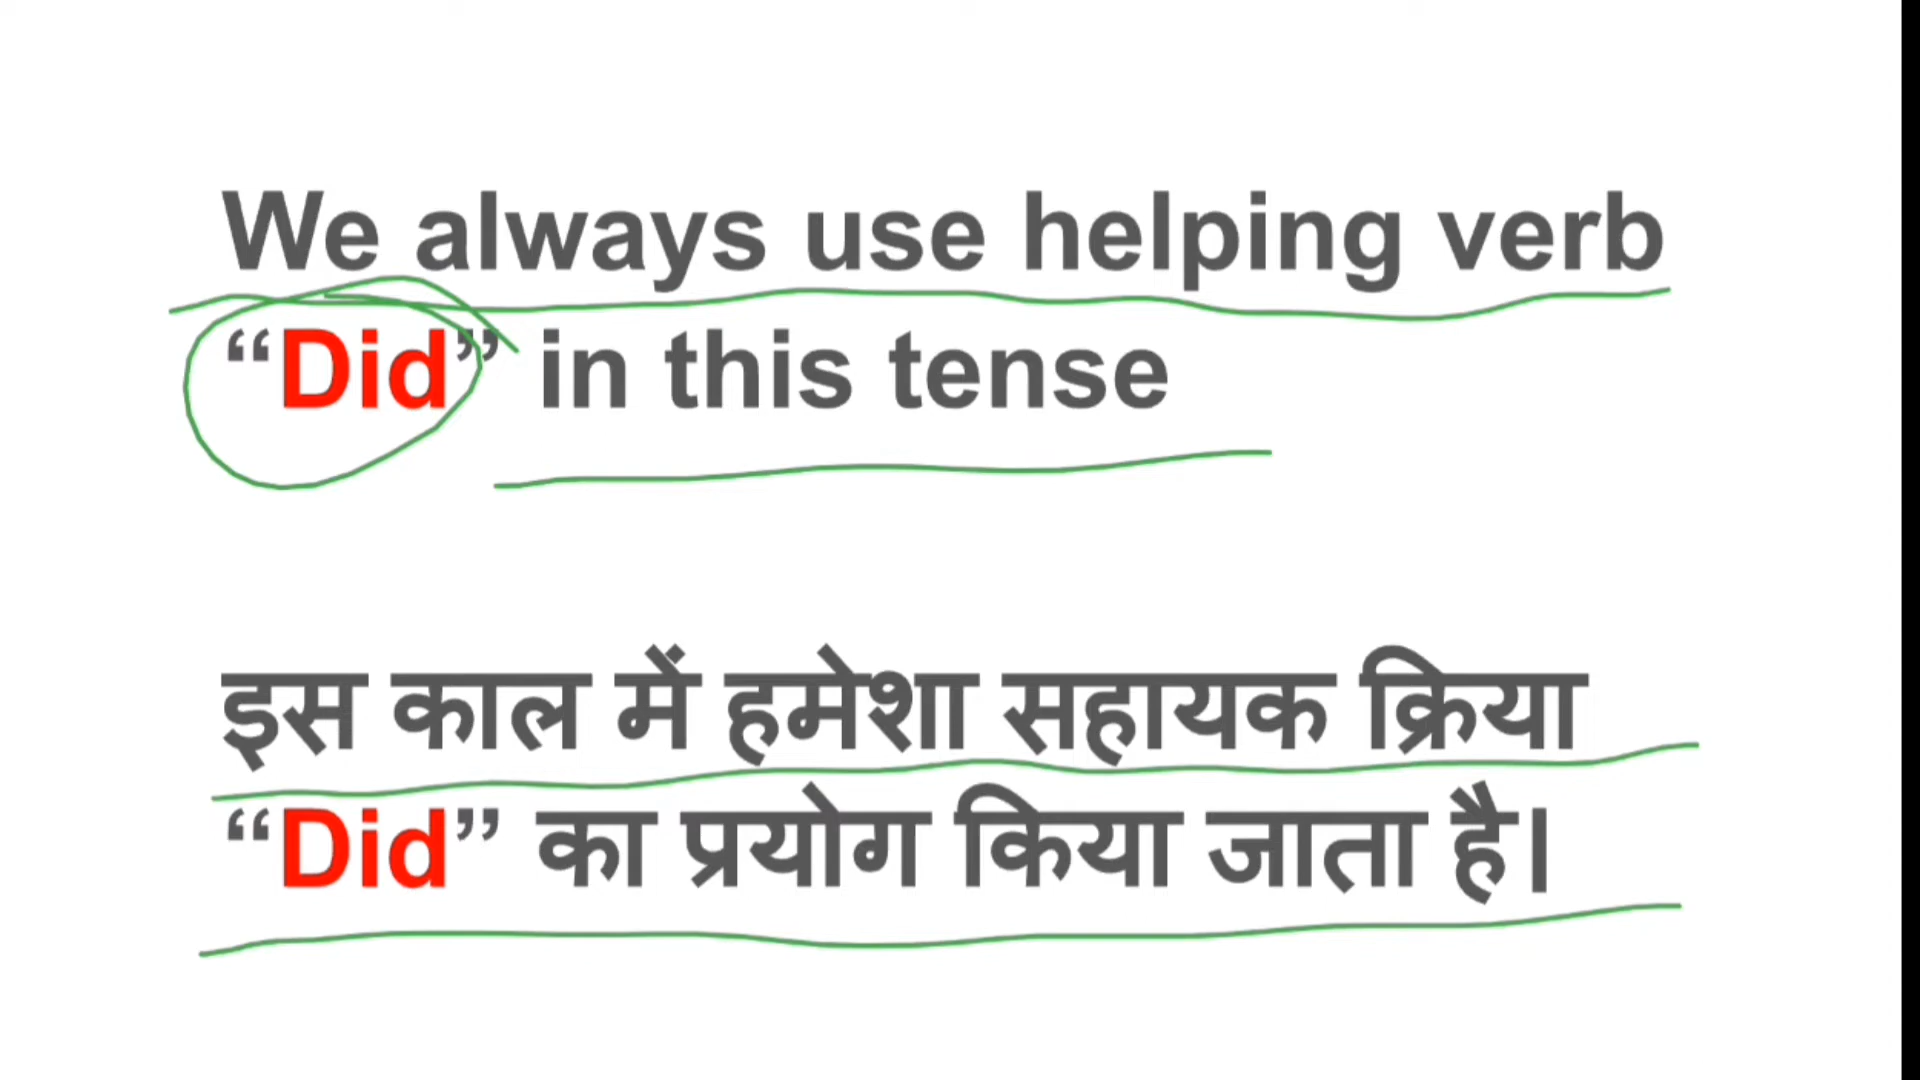 We always use helping verb
“Did” in this tense
इस काल में हमेशा सहायक क्रिया
“Did” का प्रयोग किया जाता है।